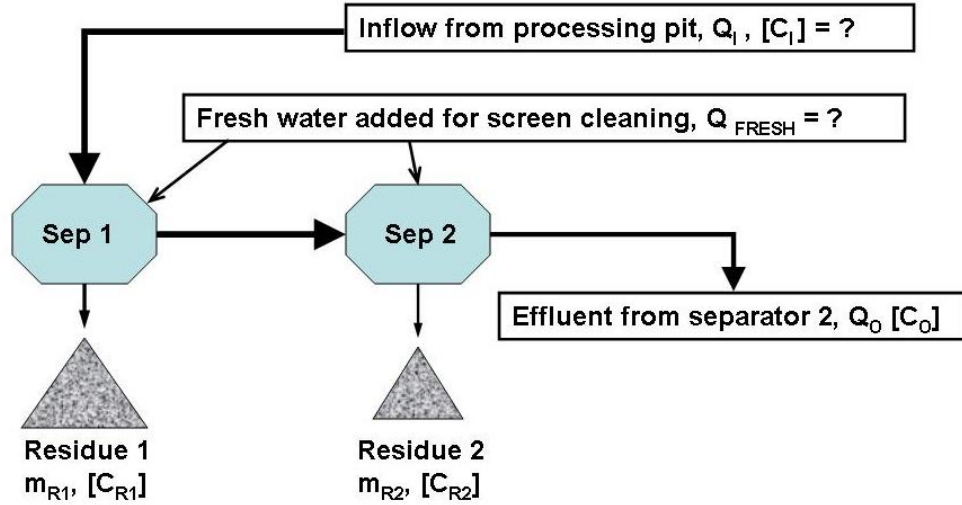 Inflow from processing pit, Q_I , [C_I] = ?
Fresh water added for screen cleaning, Q_FRESH = ?
Sep 1
Sep 2
Effluent from separator 2, Q_O [C_O]
Residue 1
m_R1, [C_R1]
Residue 2
m_R2, [C_R2]